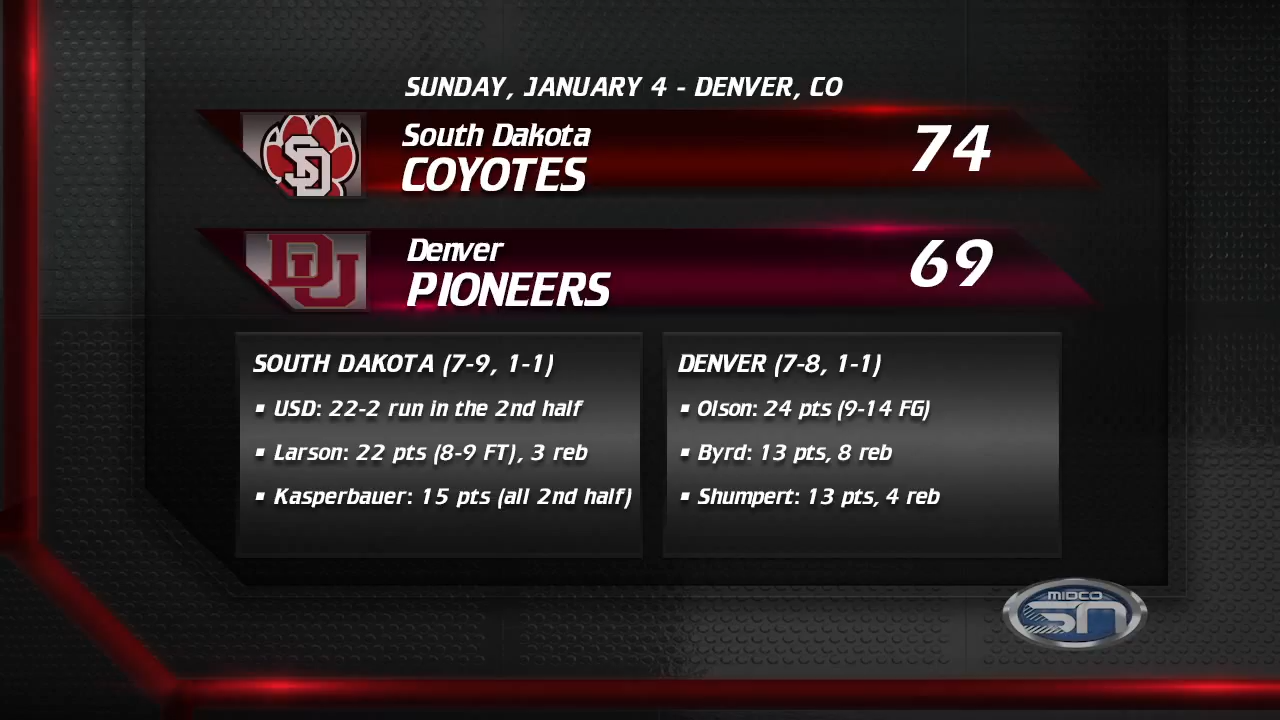 SUNDAY, JANUARY 4 - DENVER, CO
SD
South Dakota
COYOTES
74
DU
Denver
PIONEERS
69
SOUTH DAKOTA (7-9, 1-1)
▪ USD: 22-2 run in the 2nd half
▪ Larson: 22 pts (8-9 FT), 3 reb
▪ Kasperbauer: 15 pts (all 2nd half)
DENVER (7-8, 1-1)
▪ Olson: 24 pts (9-14 FG)
▪ Byrd: 13 pts, 8 reb
▪ Shumpert: 13 pts, 4 reb
MIDCO
SN